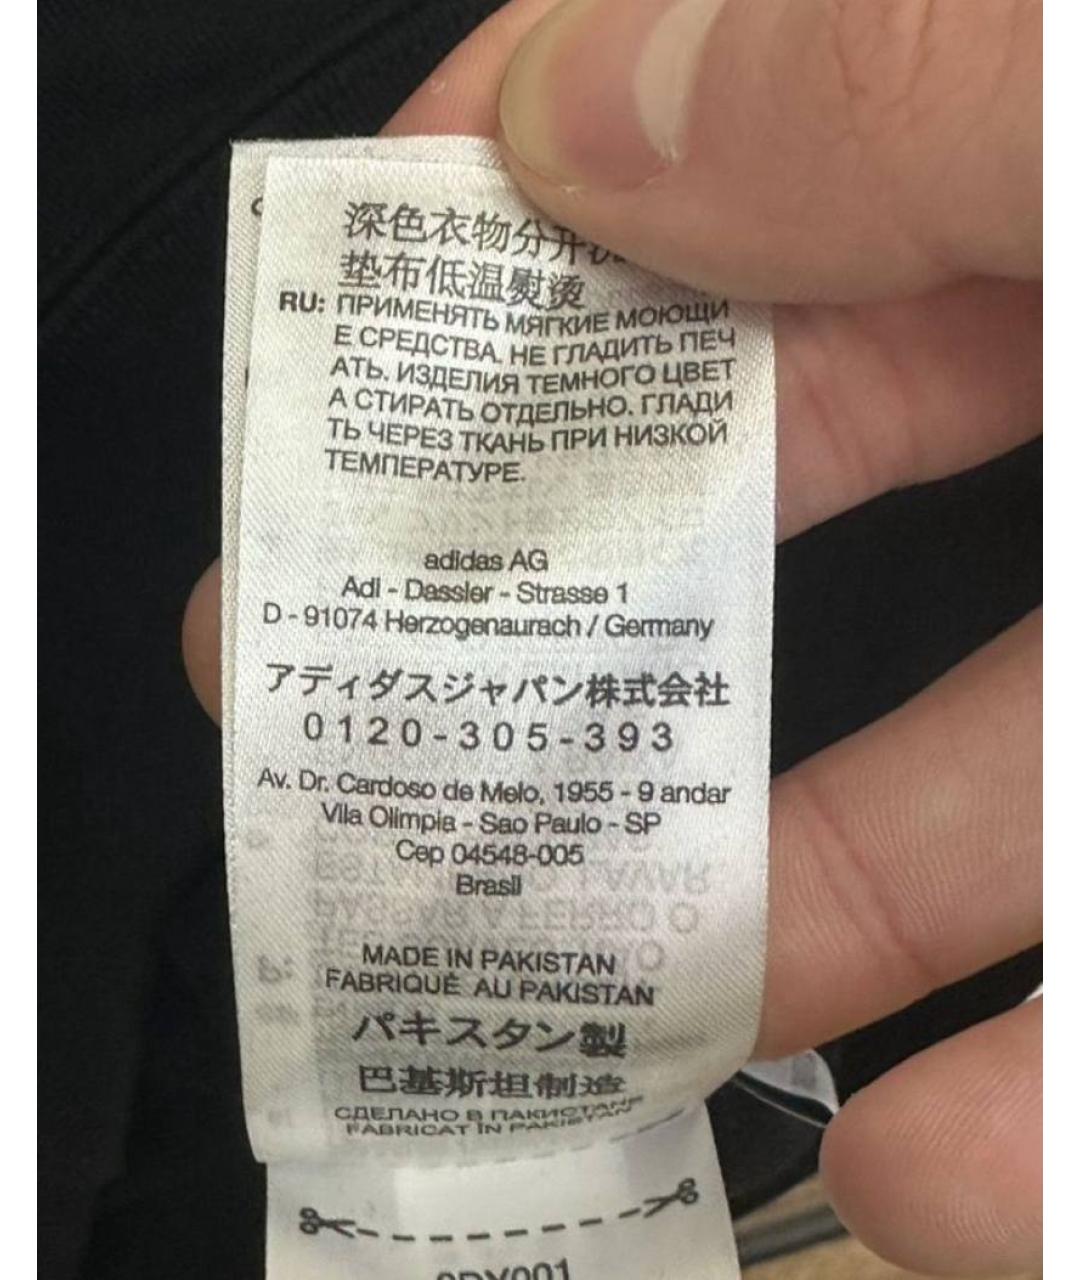 深色衣物分开洗
垫布低温熨烫
RU: ПРИМЕНЯТЬ МЯГКИЕ МОЮЩИ
Е СРЕДСТВА. НЕ ГЛАДИТЬ ПЕЧ
АТЬ. ИЗДЕЛИЯ ТЕМНОГО ЦВЕТ
А СТИРАТЬ ОТДЕЛЬНО. ГЛАДИ
ТЬ ЧЕРЕЗ ТКАНЬ ПРИ НИЗКОЙ
ТЕМПЕРАТУРЕ.
adidas AG
Adi - Dassler - Strasse 1
D - 91074 Herzogenaurach / Germany
アディダスジャパン株式会社
0120-305-393
Av. Dr. Cardoso de Melo, 1955 - 9 andar
Vila Olimpia - Sao Paulo - SP
Cep 04548-005
Brasil
MADE IN PAKISTAN
FABRIQUÉ AU PAKISTAN
パキスタン製
巴基斯坦制造
СДЕЛАНО В ПАКИСТАНЕ
FABRICAT ÎN PAKISTAN